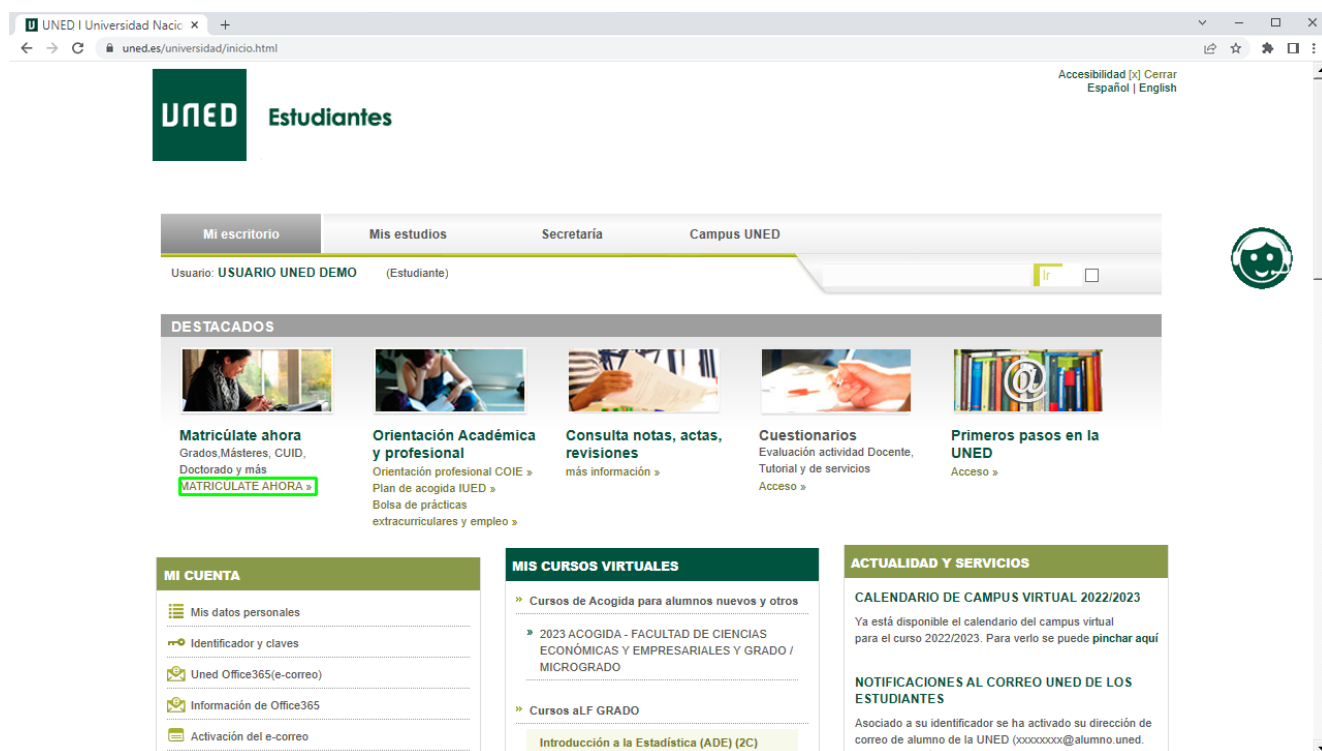 UNED | Universidad Nacic
uned.es/universidad/inicio.html
Accesibilidad [x] Cerrar
Español | English
UNED
Estudiantes
Mi escritorio
Mis estudios
Secretaría
Campus UNED
Usuario: USUARIO UNED DEMO (Estudiante)
Ir
DESTACADOS
Matricúlate ahora
Grados,Másteres, CUID,
Doctorado y más
MATRICÚLATE AHORA »
Orientación Académica
y profesional
Orientación profesional COIE »
Plan de acogida IUED »
Bolsa de prácticas
extracurriculares y empleo »
Consulta notas, actas,
revisiones
más información »
Cuestionarios
Evaluación actividad Docente,
Tutorial y de servicios
Acceso »
@
Primeros pasos en la
UNED
Acceso »
MI CUENTA
Mis datos personales
Identificador y claves
Uned Office365(e-correo)
Información de Office365
Activación del e-correo
MIS CURSOS VIRTUALES
» Cursos de Acogida para alumnos nuevos y otros
» 2023 ACOGIDA - FACULTAD DE CIENCIAS
ECONÓMICAS Y EMPRESARIALES Y GRADO /
MICROGRADO
» Cursos aLF GRADO
Introducción a la Estadística (ADE) (2C)
ACTUALIDAD Y SERVICIOS
CALENDARIO DE CAMPUS VIRTUAL 2022/2023
Ya está disponible el calendario del campus virtual
para el curso 2022/2023. Para verlo se puede pinchar aquí
NOTIFICACIONES AL CORREO UNED DE LOS
ESTUDIANTES
Asociado a su identificador se ha activado su dirección de
correo de alumno de la UNED (xxxxxxxx@alumno.uned.